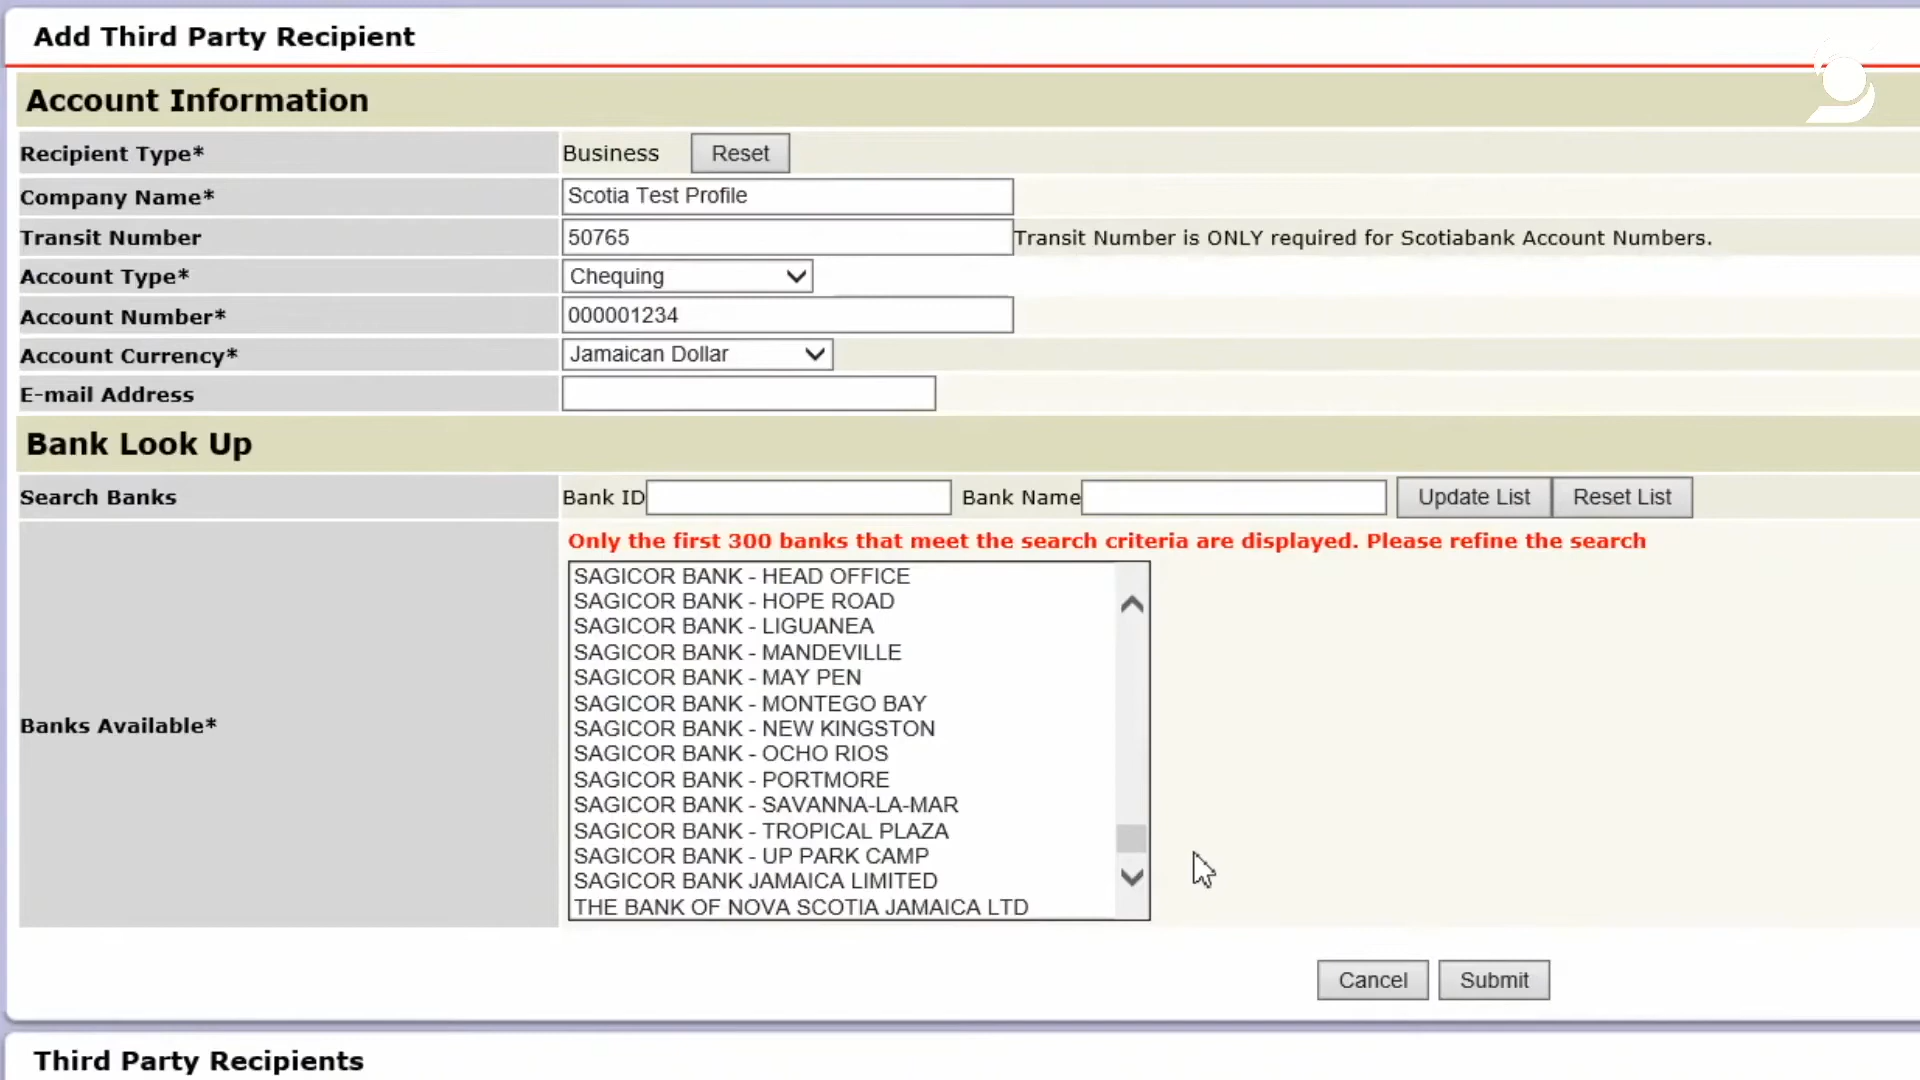 Add Third Party Recipient
Account Information
Recipient Type* Business Reset
Company Name* Scotia Test Profile
Transit Number 50765 Transit Number is ONLY required for Scotiabank Account Numbers.
Account Type* Chequing
Account Number* 000001234
Account Currency* Jamaican Dollar
E-mail Address
Bank Look Up
Search Banks Bank ID Bank Name Update List Reset List
Only the first 300 banks that meet the search criteria are displayed. Please refine the search
Banks Available*
SAGICOR BANK - HEAD OFFICE
SAGICOR BANK - HOPE ROAD
SAGICOR BANK - LIGUANEA
SAGICOR BANK - MANDEVILLE
SAGICOR BANK - MAY PEN
SAGICOR BANK - MONTEGO BAY
SAGICOR BANK - NEW KINGSTON
SAGICOR BANK - OCHO RIOS
SAGICOR BANK - PORTMORE
SAGICOR BANK - SAVANNA-LA-MAR
SAGICOR BANK - TROPICAL PLAZA
SAGICOR BANK - UP PARK CAMP
SAGICOR BANK JAMAICA LIMITED
THE BANK OF NOVA SCOTIA JAMAICA LTD
Cancel Submit
Third Party Recipients